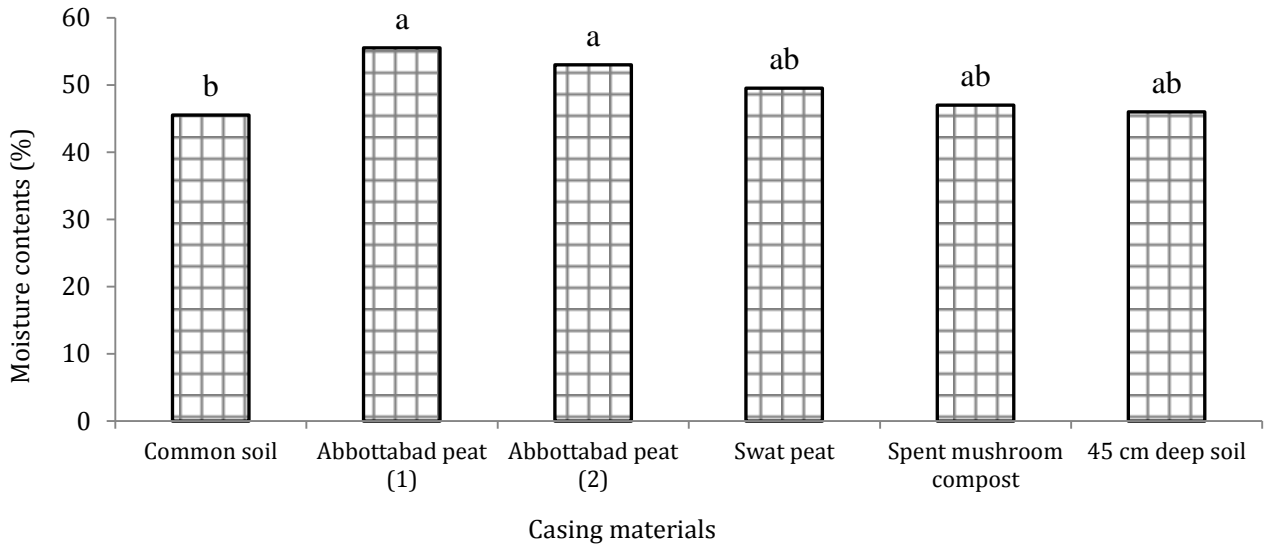 60
50
40
30
20
10
0
Moisture contents (%)
b
a
a
ab
ab
ab
Common soil
Abbottabad peat
(1)
Abbottabad peat
(2)
Swat peat
Spent mushroom
compost
45 cm deep soil
Casing materials